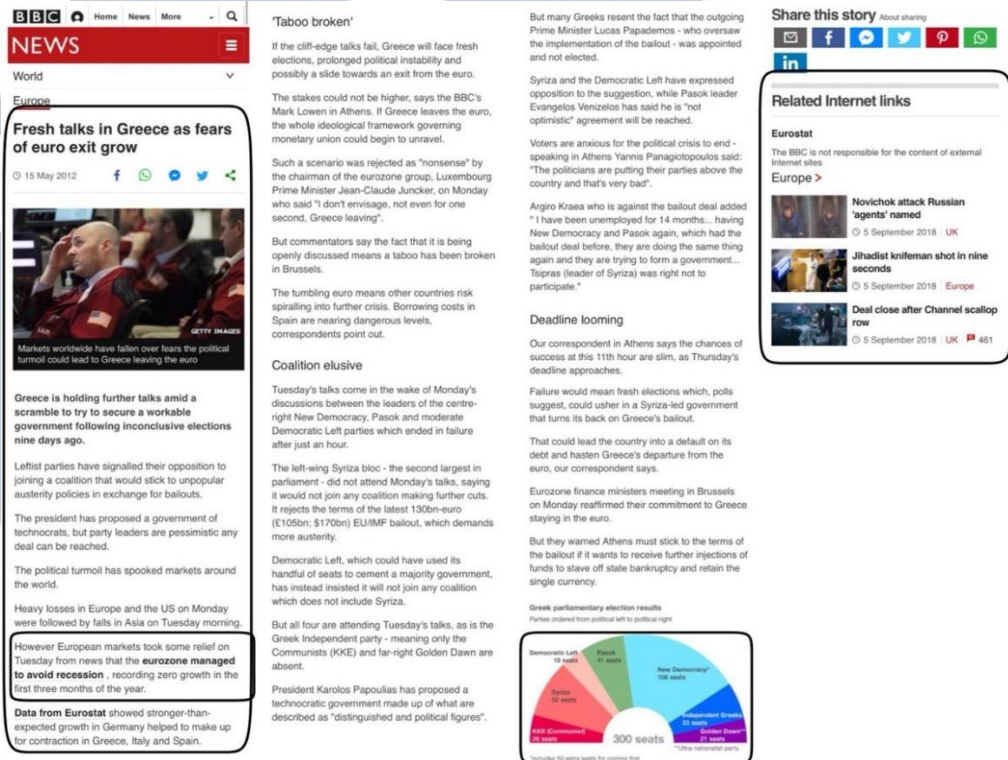 BBC Home News More
NEWS
World
Europe
Fresh talks in Greece as fears
of euro exit grow
15 May 2012
GETTY IMAGES
Markets worldwide have fallen over fears the political
turmoil could lead to Greece leaving the euro
Greece is holding further talks amid a
scramble to try to secure a workable
government following inconclusive elections
nine days ago.
Leftist parties have signalled their opposition to
joining a coalition that would stick to unpopular
austerity policies in exchange for bailouts.
The president has proposed a government of
technocrats, but party leaders are pessimistic any
deal can be reached.
The political turmoil has spooked markets around
the world.
Heavy losses in Europe and the US on Monday
were followed by falls in Asia on Tuesday morning.
However European markets took some relief on
Tuesday from news that the eurozone managed
to avoid recession , recording zero growth in the
first three months of the year.
Data from Eurostat showed stronger-than-
expected growth in Germany helped to make up
for contraction in Greece, Italy and Spain.
'Taboo broken'
If the cliff-edge talks fail, Greece will face fresh
elections, prolonged political instability and
possibly a slide towards an exit from the euro.
The stakes could not be higher, says the BBC's
Mark Lowen in Athens. If Greece leaves the euro,
the whole ideological framework governing
monetary union could begin to unravel.
Such a scenario was rejected as "nonsense" by
the chairman of the eurozone group, Luxembourg
Prime Minister Jean-Claude Juncker, on Monday
who said "I don't envisage, not even for one
second, Greece leaving".
But commentators say the fact that it is being
openly discussed means a taboo has been broken
in Brussels.
The tumbling euro means other countries risk
spiralling into further crisis. Borrowing costs in
Spain are nearing dangerous levels,
correspondents point out.
Coalition elusive
Tuesday's talks come in the wake of Monday's
discussions between the leaders of the centre-
right New Democracy, Pasok and moderate
Democratic Left parties which ended in failure
after just an hour.
The left-wing Syriza bloc - the second largest in
parliament - did not attend Monday's talks, saying
it would not join any coalition making further cuts.
It rejects the terms of the latest 130bn-euro
(£105bn; $170bn) EU/IMF bailout, which demands
more austerity.
Democratic Left, which could have used its
handful of seats to cement a majority government,
has instead insisted it will not join any coalition
which does not include Syriza.
But all four are attending Tuesday's talks, as is the
Greek Independent party - meaning only the
Communists (KKE) and far-right Golden Dawn are
absent.
President Karolos Papoulias has proposed a
technocratic government made up of what are
described as "distinguished and political figures".
But many Greeks resent the fact that the outgoing
Prime Minister Lucas Papademos - who oversaw
the implementation of the bailout - was appointed
and not elected.
Syriza and the Democratic Left have expressed
opposition to the suggestion, while Pasok leader
Evangelos Venizelos has said he is "not
optimistic" agreement will be reached.
Voters are anxious for the political crisis to end -
speaking in Athens Yannis Panagiotopoulos said:
"The politicians are putting their parties above the
country and that's very bad".
Argiro Kraea who is against the bailout deal added
" I have been unemployed for 14 months... having
New Democracy and Pasok again, which had the
bailout deal before, they are doing the same thing
again and they are trying to form a government...
Tsipras (leader of Syriza) was right not to
participate."
Deadline looming
Our correspondent in Athens says the chances of
success at this 11th hour are slim, as Thursday's
deadline approaches.
Failure would mean fresh elections which, polls
suggest, could usher in a Syriza-led government
that turns its back on Greece's bailout.
That could lead the country into a default on its
debt and hasten Greece's departure from the
euro, our correspondent says.
Eurozone finance ministers meeting in Brussels
on Monday reaffirmed their commitment to Greece
staying in the euro.
But they warned Athens must stick to the terms of
the bailout if it wants to receive further injections of
funds to stave off state bankruptcy and retain the
single currency.
Greek parliamentary election results
Parties ordered from political left to political right
Democratic Left
19 seats
Pasok
41 seats
New Democracy*
108 seats
Syriza
52 seats
Independent Greeks
33 seats
KKE (Communist)
26 seats
Golden Dawn**
21 seats
300 seats
**Ultra-nationalist party
*Includes 50 extra seats for coming first
Share this story About sharing
in
Related Internet links
Eurostat
The BBC is not responsible for the content of external
Internet sites
Europe >
Novichok attack Russian
'agents' named
5 September 2018 UK
Jihadist knifeman shot in nine
seconds
5 September 2018 Europe
Deal close after Channel scallop
row
5 September 2018 UK 461